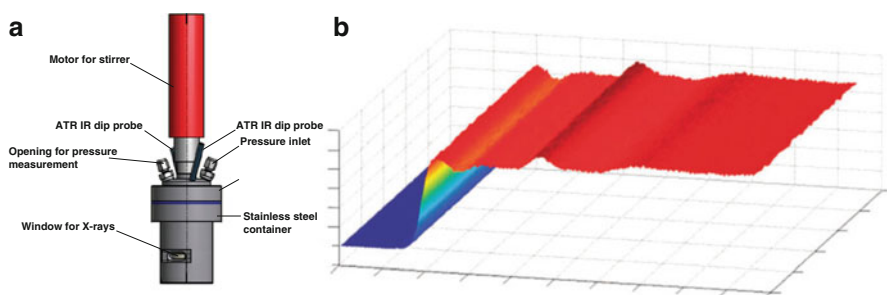 a
b
Motor for stirrer
ATR IR dip probe
ATR IR dip probe
Opening for pressure
measurement
Pressure inlet
Stainless steel
container
Window for X-rays